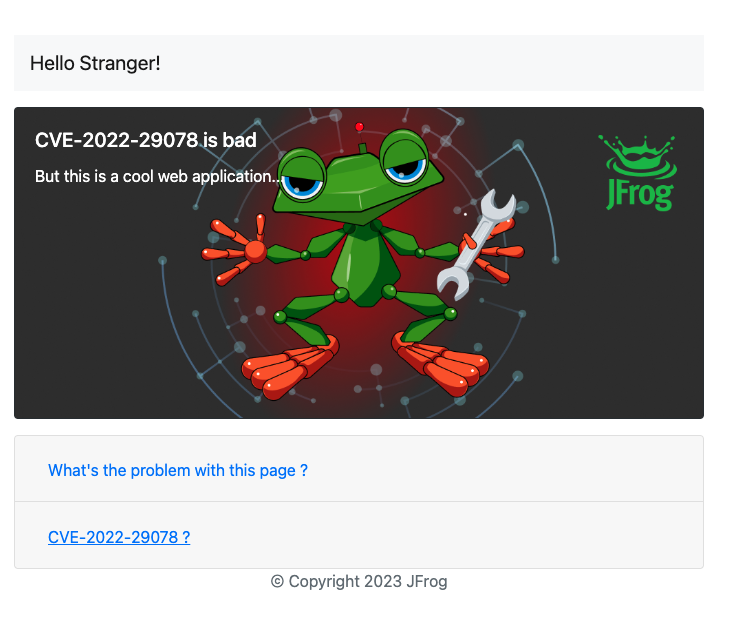 Hello Stranger!
CVE-2022-29078 is bad
But this is a cool web application...
JFrog
What's the problem with this page ?
CVE-2022-29078 ?
© Copyright 2023 JFrog